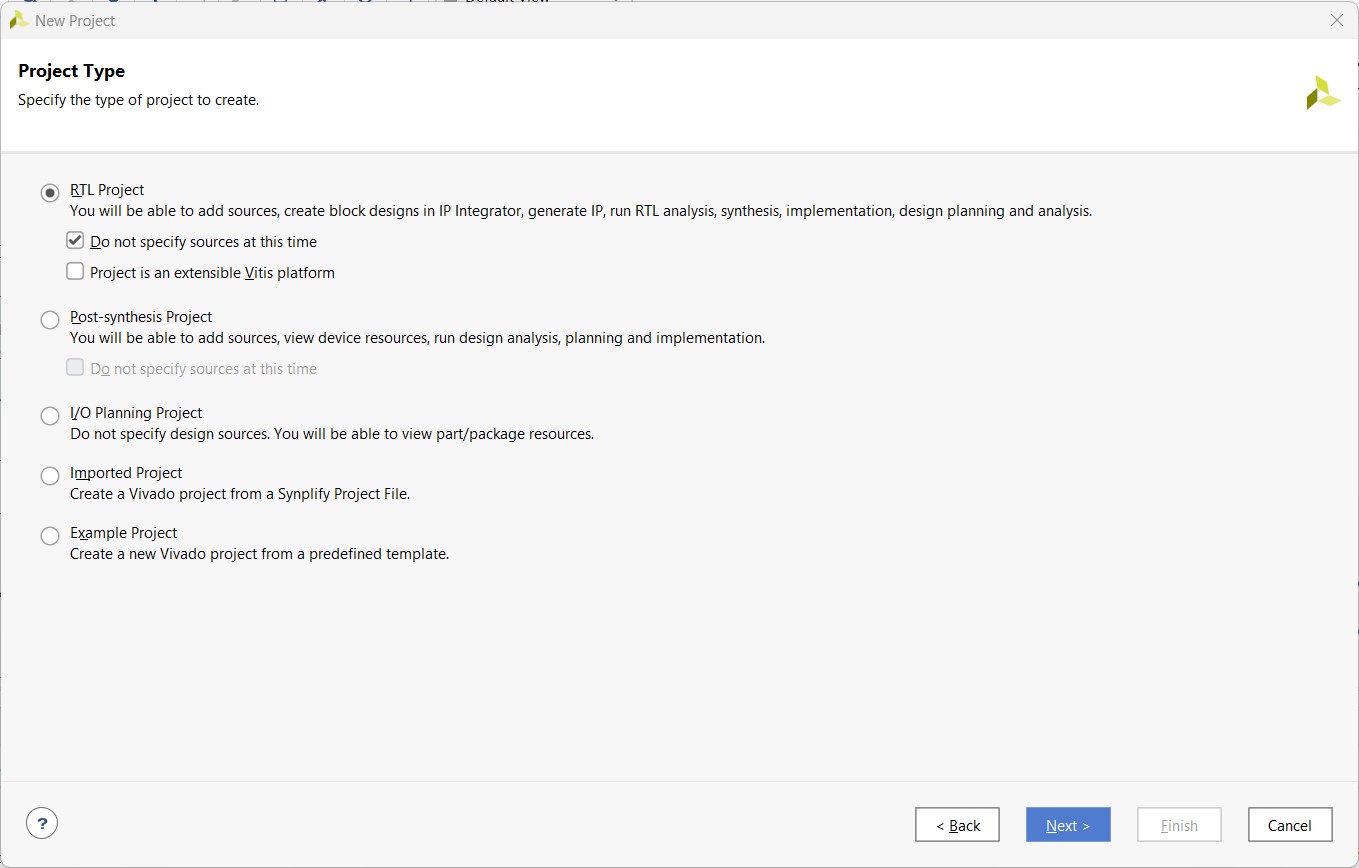 New Project
Project Type
Specify the type of project to create.
RTL Project
You will be able to add sources, create block designs in IP Integrator, generate IP, run RTL analysis, synthesis, implementation, design planning and analysis.
Do not specify sources at this time
Project is an extensible Vitis platform
Post-synthesis Project
You will be able to add sources, view device resources, run design analysis, planning and implementation.
Do not specify sources at this time
I/O Planning Project
Do not specify design sources. You will be able to view part/package resources.
Imported Project
Create a Vivado project from a Synplify Project File.
Example Project
Create a new Vivado project from a predefined template.
? < Back Next > Finish Cancel